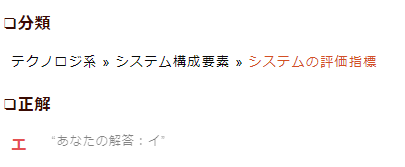 ❏分類
テクノロジ系 » システム構成要素 » システムの評価指標
❏正解
エ “あなたの解答：イ”